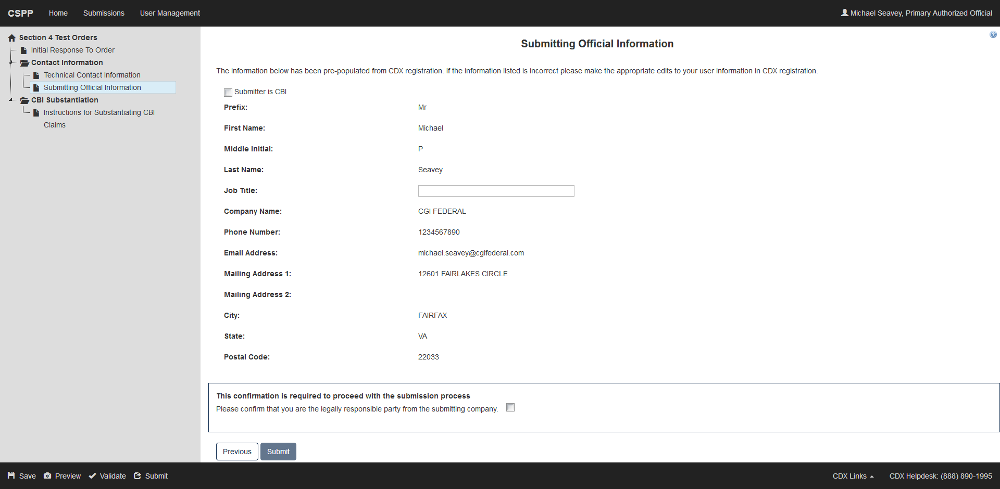 CSPP Home Submissions User Management Michael Seavey, Primary Authorized Official
Section 4 Test Orders
Initial Response To Order
Contact Information
Technical Contact Information
Submitting Official Information
CBI Substantiation
Instructions for Substantiating CBI
Claims
Submitting Official Information
The information below has been pre-populated from CDX registration. If the information listed is incorrect please make the appropriate edits to your user information in CDX registration.
Submitter is CBI
Prefix: Mr
First Name: Michael
Middle Initial: P
Last Name: Seavey
Job Title:
Company Name: CGI FEDERAL
Phone Number: 1234567890
Email Address: michael.seavey@cgifederal.com
Mailing Address 1: 12601 FAIRLAKES CIRCLE
Mailing Address 2:
City: FAIRFAX
State: VA
Postal Code: 22033
This confirmation is required to proceed with the submission process
Please confirm that you are the legally responsible party from the submitting company.
Previous Submit
Save Preview Validate Submit CDX Links CDX Helpdesk: (888) 890-1995